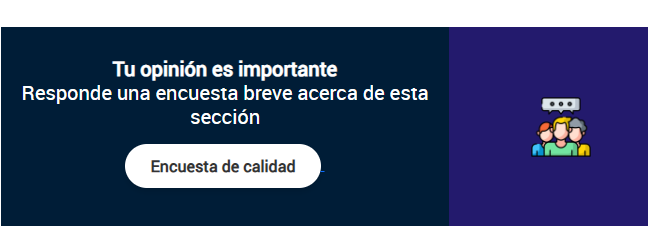 Tu opinión es importante
Responde una encuesta breve acerca de esta
sección
Encuesta de calidad